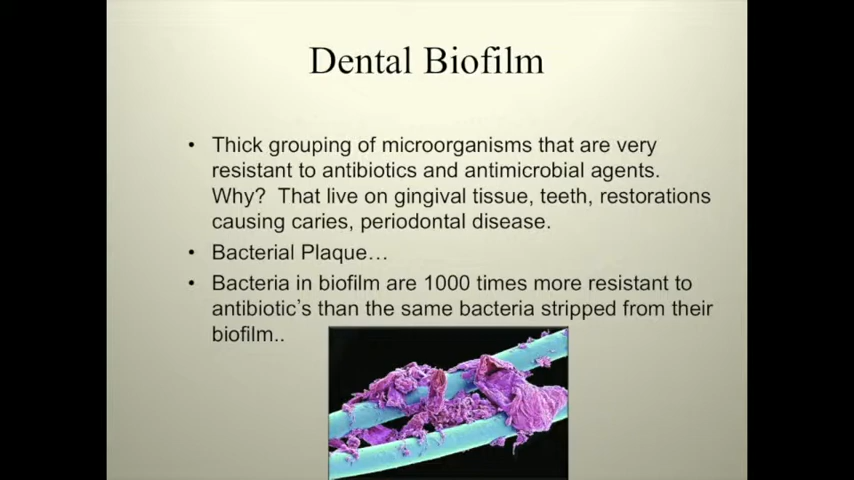 Dental Biofilm
• Thick grouping of microorganisms that are very
resistant to antibiotics and antimicrobial agents.
Why?  That live on gingival tissue, teeth, restorations
causing caries, periodontal disease.
• Bacterial Plaque…
• Bacteria in biofilm are 1000 times more resistant to
antibiotic’s than the same bacteria stripped from their
biofilm..